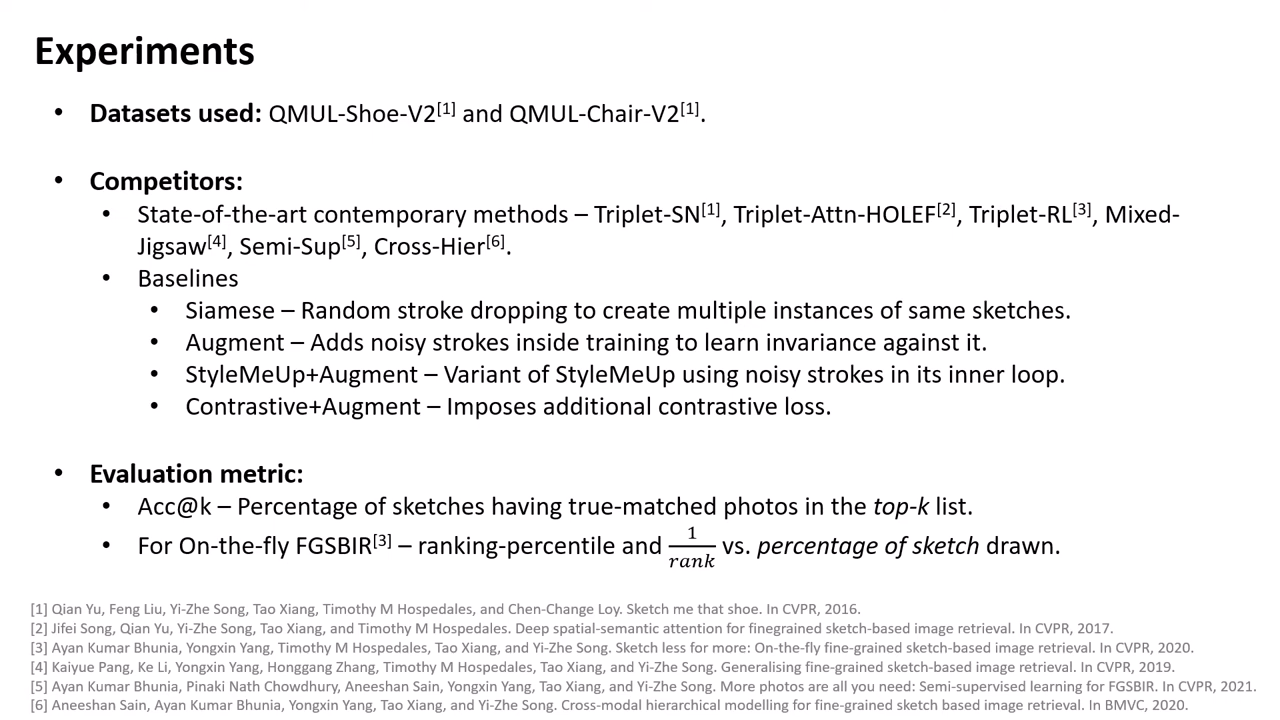 Experiments
• Datasets used: QMUL-Shoe-V2[1] and QMUL-Chair-V2[1].
• Competitors:
• State-of-the-art contemporary methods – Triplet-SN[1], Triplet-Attn-HOLEF[2], Triplet-RL[3], Mixed-
Jigsaw[4], Semi-Sup[5], Cross-Hier[6].
• Baselines
• Siamese – Random stroke dropping to create multiple instances of same sketches.
• Augment – Adds noisy strokes inside training to learn invariance against it.
• StyleMeUp+Augment – Variant of StyleMeUp using noisy strokes in its inner loop.
• Contrastive+Augment – Imposes additional contrastive loss.
• Evaluation metric:
• Acc@k – Percentage of sketches having true-matched photos in the top-k list.
• For On-the-fly FGSBIR[3] – ranking-percentile and 1/rank vs. percentage of sketch drawn.
[1] Qian Yu, Feng Liu, Yi-Zhe Song, Tao Xiang, Timothy M Hospedales, and Chen-Change Loy. Sketch me that shoe. In CVPR, 2016.
[2] Jifei Song, Qian Yu, Yi-Zhe Song, Tao Xiang, and Timothy M Hospedales. Deep spatial-semantic attention for finegrained sketch-based image retrieval. In CVPR, 2017.
[3] Ayan Kumar Bhunia, Yongxin Yang, Timothy M Hospedales, Tao Xiang, and Yi-Zhe Song. Sketch less for more: On-the-fly fine-grained sketch-based image retrieval. In CVPR, 2020.
[4] Kaiyue Pang, Ke Li, Yongxin Yang, Honggang Zhang, Timothy M Hospedales, Tao Xiang, and Yi-Zhe Song. Generalising fine-grained sketch-based image retrieval. In CVPR, 2019.
[5] Ayan Kumar Bhunia, Pinaki Nath Chowdhury, Aneeshan Sain, Yongxin Yang, Tao Xiang, and Yi-Zhe Song. More photos are all you need: Semi-supervised learning for FGSBIR. In CVPR, 2021.
[6] Aneeshan Sain, Ayan Kumar Bhunia, Yongxin Yang, Tao Xiang, and Yi-Zhe Song. Cross-modal hierarchical modelling for fine-grained sketch based image retrieval. In BMVC, 2020.